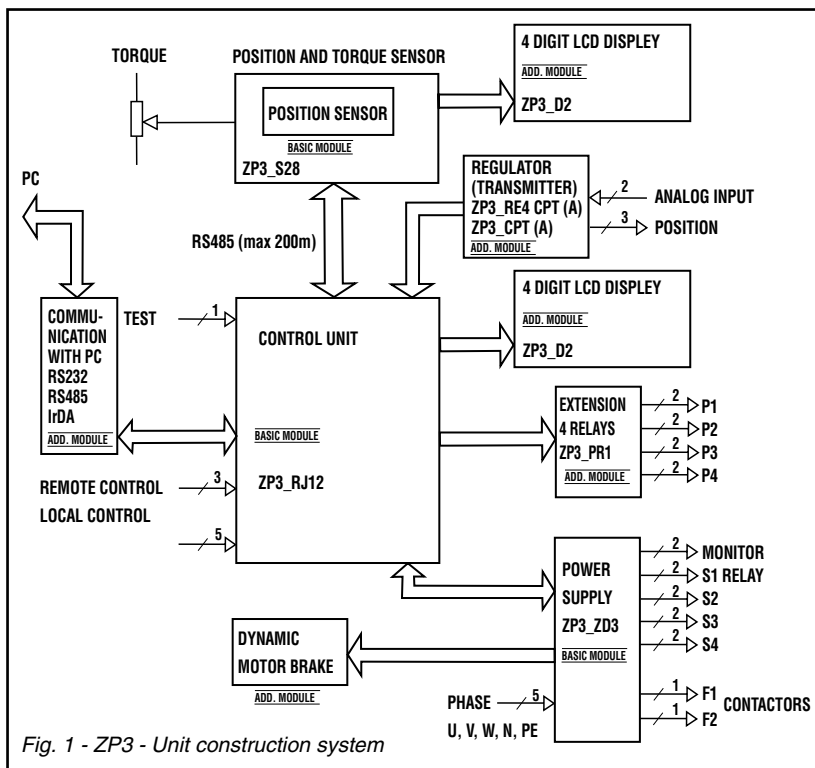 TORQUE
POSITION AND TORQUE SENSOR
POSITION SENSOR
BASIC MODULE
ZP3_S28
4 DIGIT LCD DISPLAY
ADD. MODULE
ZP3_D2
REGULATOR
(TRANSMITTER)
ZP3_RE4 CPT (A)
ZP3_CPT (A)
ADD. MODULE
2
ANALOG INPUT
3
POSITION
PC
RS485 (max 200m)
COMMU-
NICATION
WITH PC
RS232
RS485
IrDA
ADD. MODULE
TEST
1
CONTROL UNIT
BASIC MODULE
ZP3_RJ12
REMOTE CONTROL
3
LOCAL CONTROL
5
4 DIGIT LCD DISPLAY
ADD. MODULE
ZP3_D2
EXTENSION
4 RELAYS
ZP3_PR1
ADD. MODULE
2 P1
2 P2
2 P3
2 P4
POWER
SUPPLY
ZP3_ZD3
BASIC MODULE
2 MONITOR
2 S1 RELAY
2 S2
2 S3
2 S4
1 F1
CONTACTORS
1 F2
DYNAMIC
MOTOR BRAKE
ADD. MODULE
PHASE
5
U, V, W, N, PE
Fig. 1 - ZP3 - Unit construction system